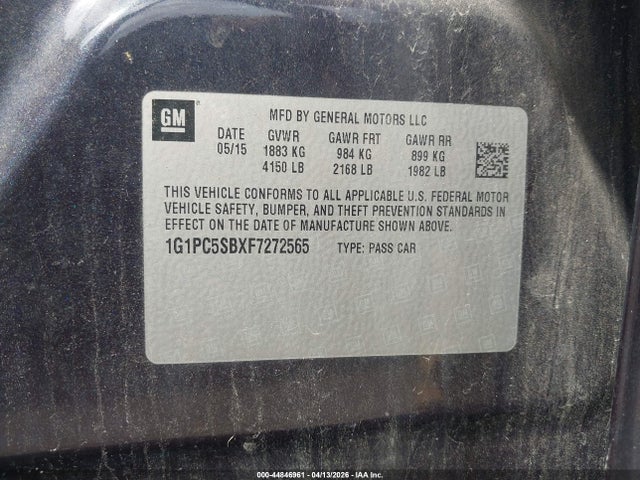 GM
MFD BY GENERAL MOTORS LLC
DATE GVWR GAWR FRT GAWR RR
05/15 1883 KG 984 KG 899 KG
4150 LB 2168 LB 1982 LB
THIS VEHICLE CONFORMS TO ALL APPLICABLE U.S. FEDERAL MOTOR
VEHICLE SAFETY, BUMPER, AND THEFT PREVENTION STANDARDS IN
EFFECT ON THE DATE OF MANUFACTURE SHOWN ABOVE.
1G1PC5SBXF7272565 TYPE: PASS CAR
000-44846961 - 04/13/2026 - IAA Inc.